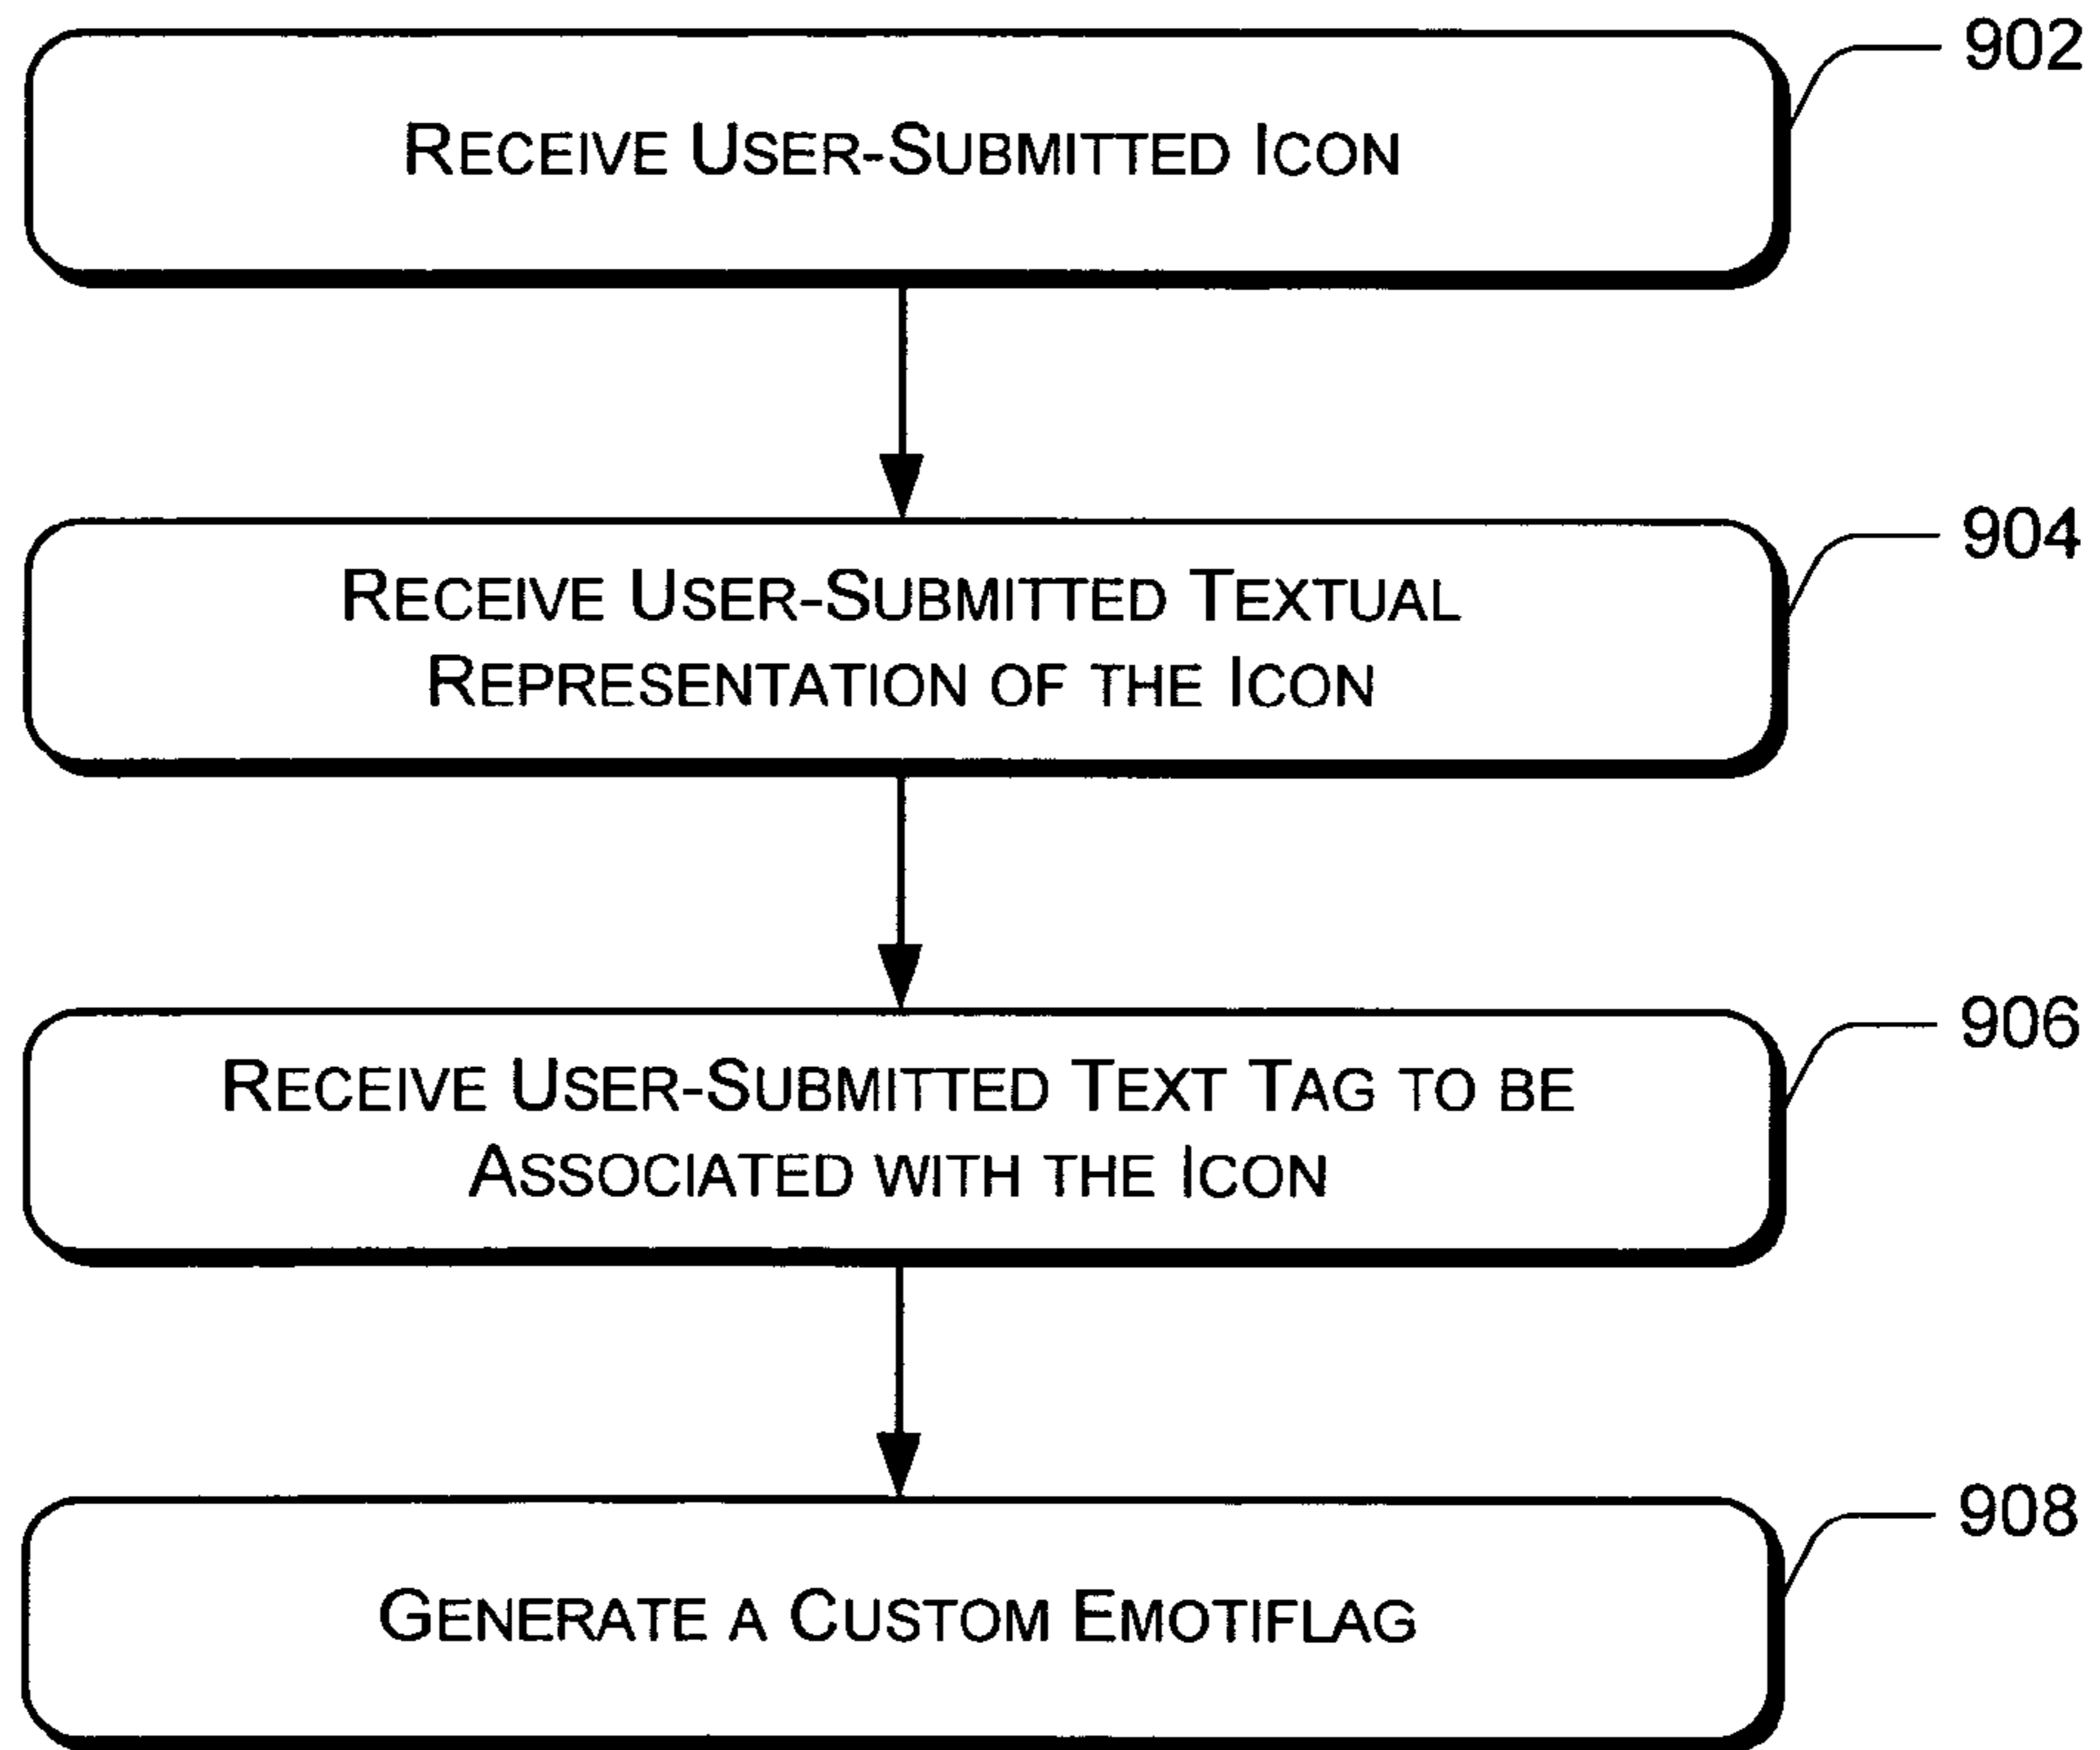 902
RECEIVE USER-SUBMITTED ICON
904
RECEIVE USER-SUBMITTED TEXTUAL
REPRESENTATION OF THE ICON
906
RECEIVE USER-SUBMITTED TEXT TAG TO BE
ASSOCIATED WITH THE ICON
908
GENERATE A CUSTOM EMOTIFLAG